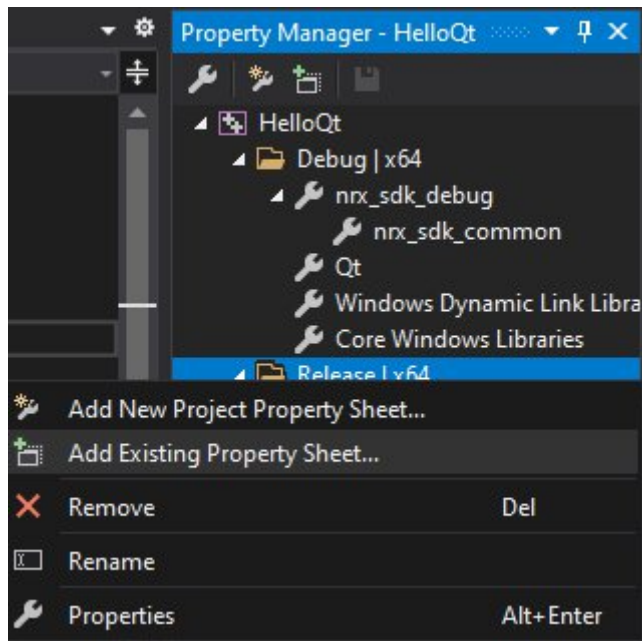 Property Manager - HelloQt
HelloQt
Debug | x64
nrx_sdk_debug
nrx_sdk_common
Qt
Windows Dynamic Link Libra
Core Windows Libraries
Release | x64
Add New Project Property Sheet...
Add Existing Property Sheet...
Remove Del
Rename
Properties Alt+Enter